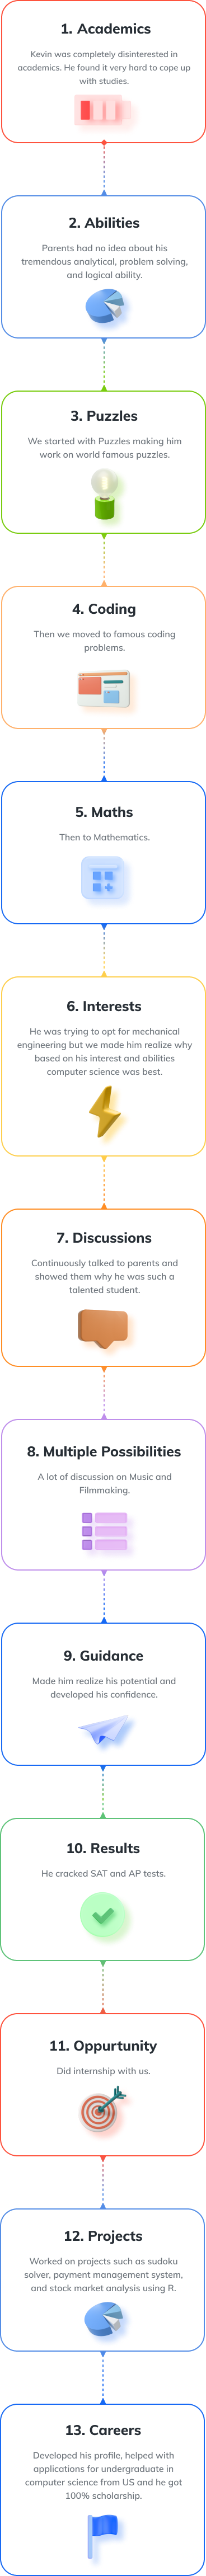 1. Academics
Kevin was completely disinterested in
academics. He found it very hard to cope up
with studies.
2. Abilities
Parents had no idea about his
tremendous analytical, problem solving,
and logical ability.
3. Puzzles
We started with Puzzles making him
work on world famous puzzles.
4. Coding
Then we moved to famous coding
problems.
5. Maths
Then to Mathematics.
6. Interests
He was trying to opt for mechanical
engineering but we made him realize why
based on his interest and abilities
computer science was best.
7. Discussions
Continuously talked to parents and
showed them why he was such a
talented student.
8. Multiple Possibilities
A lot of discussion on Music and
Filmmaking.
9. Guidance
Made him realize his potential and
developed his confidence.
10. Results
He cracked SAT and AP tests.
11. Oppurtunity
Did internship with us.
12. Projects
Worked on projects such as sudoku
solver, payment management system,
and stock market analysis using R.
13. Careers
Developed his profile, helped with
applications for undergraduate in
computer science from US and he got
100% scholarship.